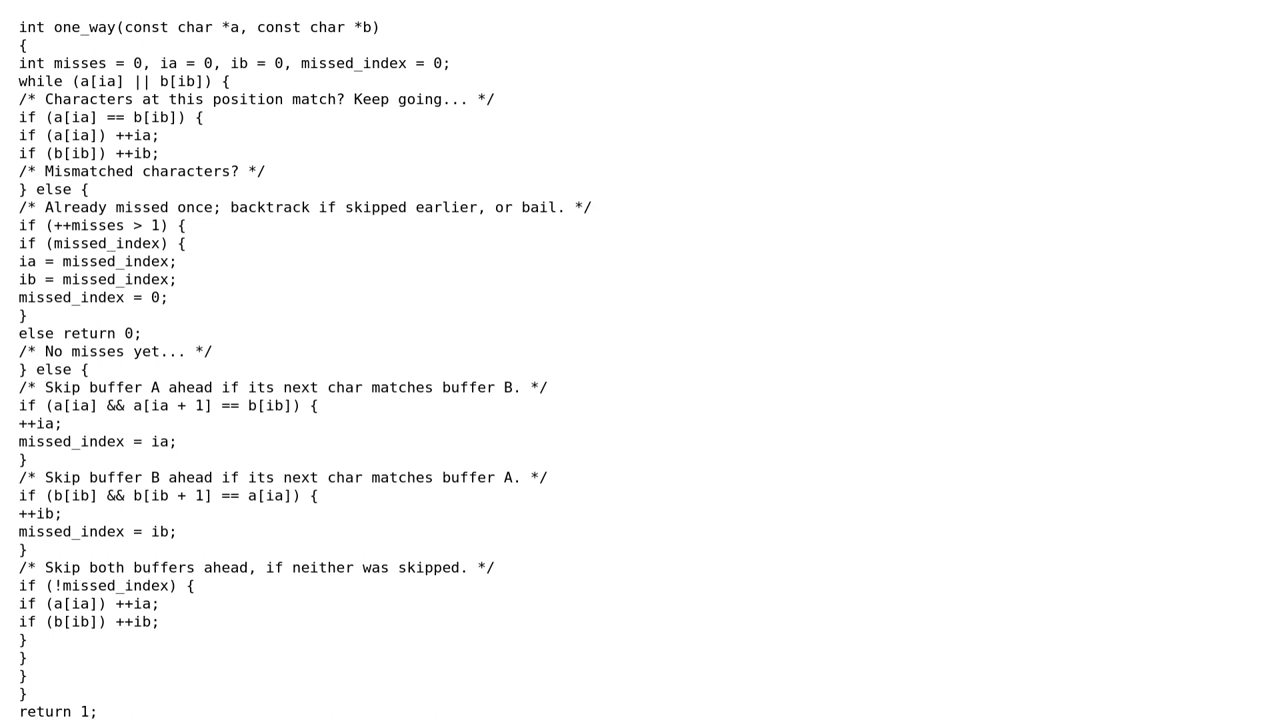 int one_way(const char *a, const char *b)
{
int misses = 0, ia = 0, ib = 0, missed_index = 0;
while (a[ia] || b[ib]) {
/* Characters at this position match? Keep going... */
if (a[ia] == b[ib]) {
if (a[ia]) ++ia;
if (b[ib]) ++ib;
/* Mismatched characters? */
} else {
/* Already missed once; backtrack if skipped earlier, or bail. */
if (++misses > 1) {
if (missed_index) {
ia = missed_index;
ib = missed_index;
missed_index = 0;
}
else return 0;
/* No misses yet... */
} else {
/* Skip buffer A ahead if its next char matches buffer B. */
if (a[ia] && a[ia + 1] == b[ib]) {
++ia;
missed_index = ia;
}
/* Skip buffer B ahead if its next char matches buffer A. */
if (b[ib] && b[ib + 1] == a[ia]) {
++ib;
missed_index = ib;
}
/* Skip both buffers ahead, if neither was skipped. */
if (!missed_index) {
if (a[ia]) ++ia;
if (b[ib]) ++ib;
}
}
}
}
return 1;